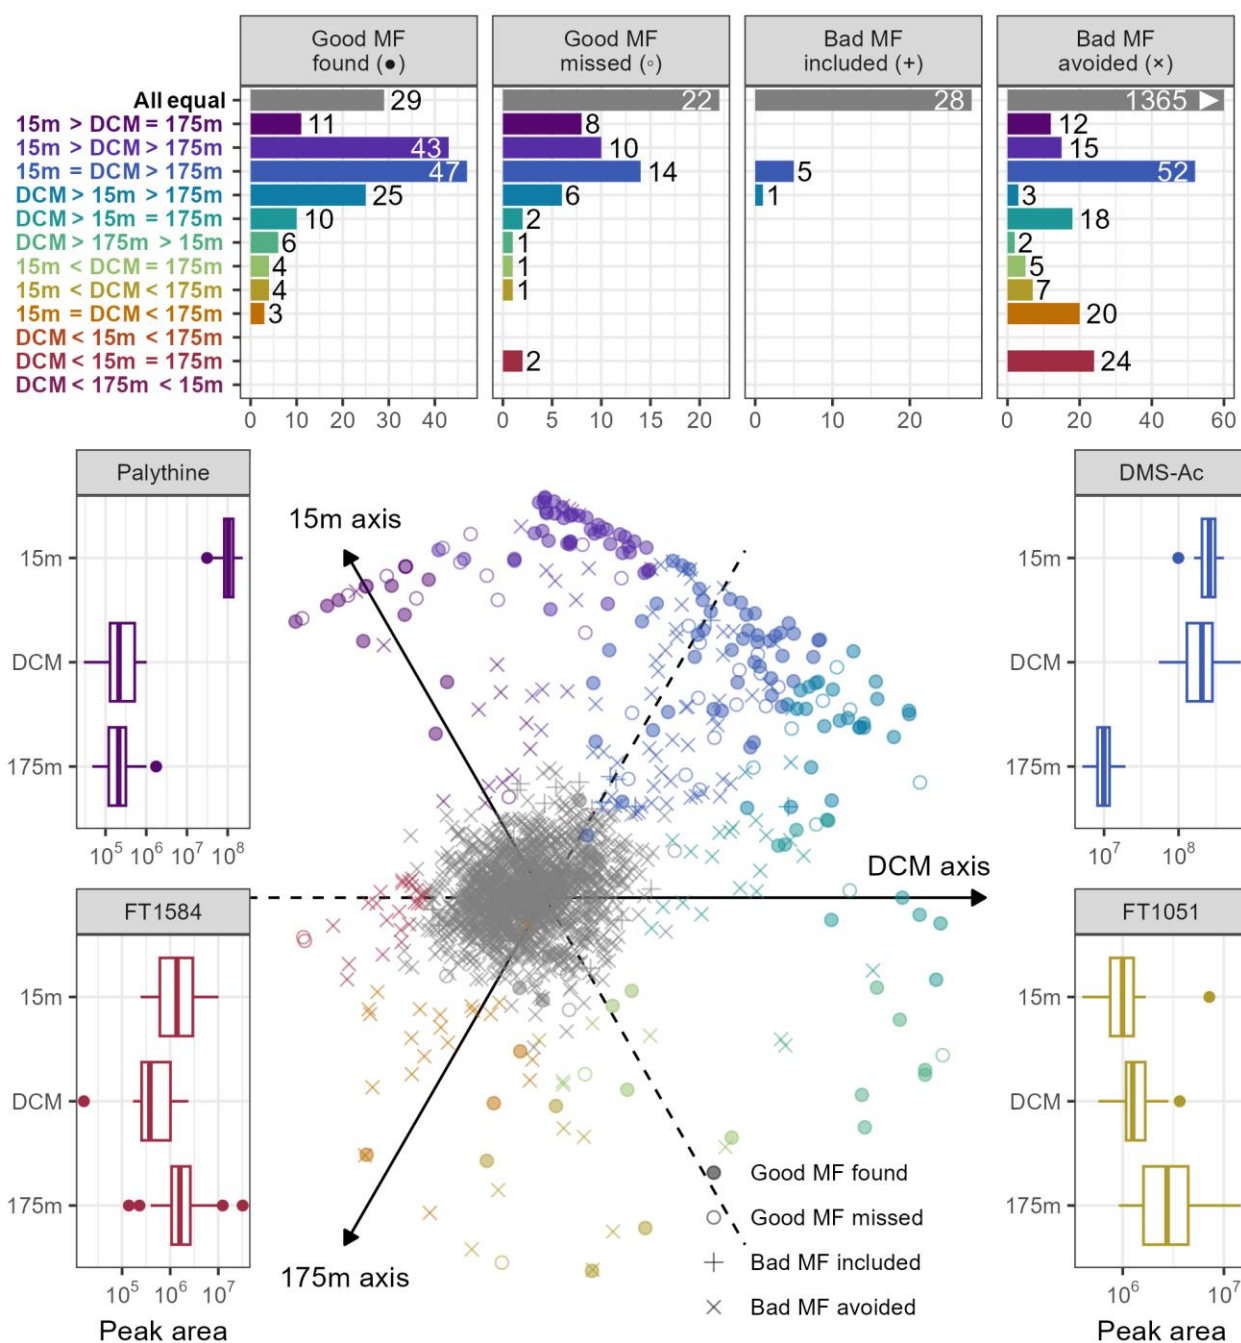 Good MF
found (●)
Good MF
missed (○)
Bad MF
included (+)
Bad MF
avoided (×)
All equal
29
22
28
1365 ▶
15m > DCM = 175m
11
8
12
15m > DCM > 175m
43
10
15
15m = DCM > 175m
47
14
5
52
DCM > 15m > 175m
25
6
1
3
DCM > 15m = 175m
10
2
18
DCM > 175m > 15m
6
1
2
15m < DCM = 175m
4
1
5
15m < DCM < 175m
4
1
7
15m = DCM < 175m
3
20
DCM < 15m < 175m
DCM < 15m = 175m
2
24
DCM < 175m < 15m
0 10 20 30 40
0 5 10 15 20
0 10 20
0 20 40 60
Palythine
15m
DCM
175m
10⁵ 10⁶ 10⁷ 10⁸
DMS-Ac
15m
DCM
175m
10⁷ 10⁸
15m axis
DCM axis
175m axis
FT1584
15m
DCM
175m
10⁵ 10⁶ 10⁷
Peak area
Good MF found
Good MF missed
Bad MF included
Bad MF avoided
FT1051
15m
DCM
175m
10⁶ 10⁷
Peak area